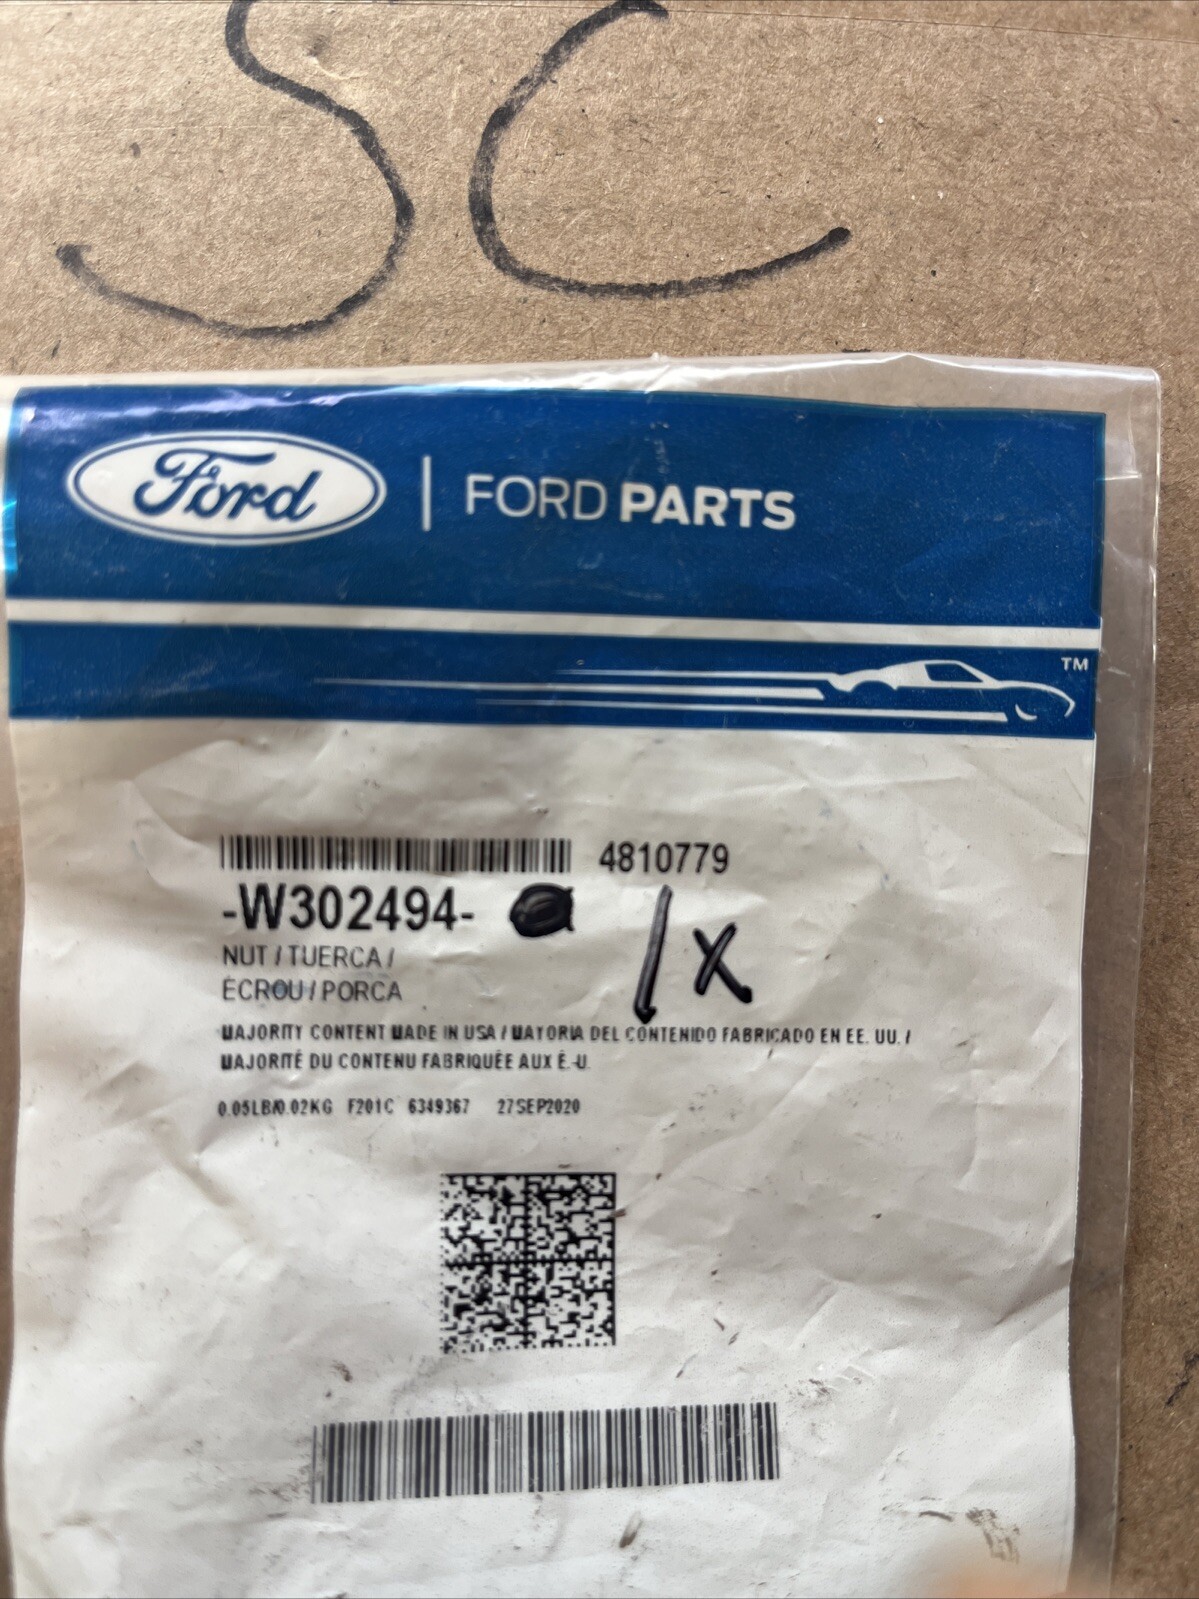 SC
Ford | FORD PARTS
TM
4810779
-W302494-
1X
NUT / TUERCA /
ÉCROU / PORCA
MAJORITY CONTENT MADE IN USA / MAYORIA DEL CONTENIDO FABRICADO EN EE. UU. /
MAJORITÉ DU CONTENU FABRIQUÉE AUX É.-U.
0.05LB/0.02KG F201C 6349367 27SEP2020